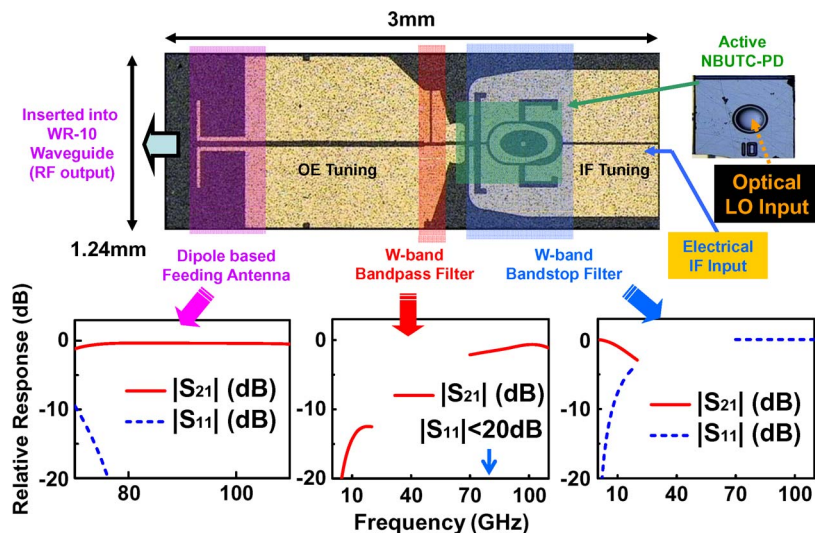 3mm
Active
NBUTC-PD
Inserted into
WR-10
Waveguide
(RF output)
OE Tuning
IF Tuning
1.24mm
Optical
LO Input
Electrical
IF Input
Dipole based
Feeding Antenna
W-band
Bandpass Filter
W-band
Bandstop Filter
Relative Response (dB)
0
-10
-20
|S21| (dB)
|S11| (dB)
80
100
0
-10
-20
|S21| (dB)
|S11|<20dB
10
40
70
100
0
-10
-20
|S21| (dB)
|S11| (dB)
10
40
70
100
Frequency (GHz)